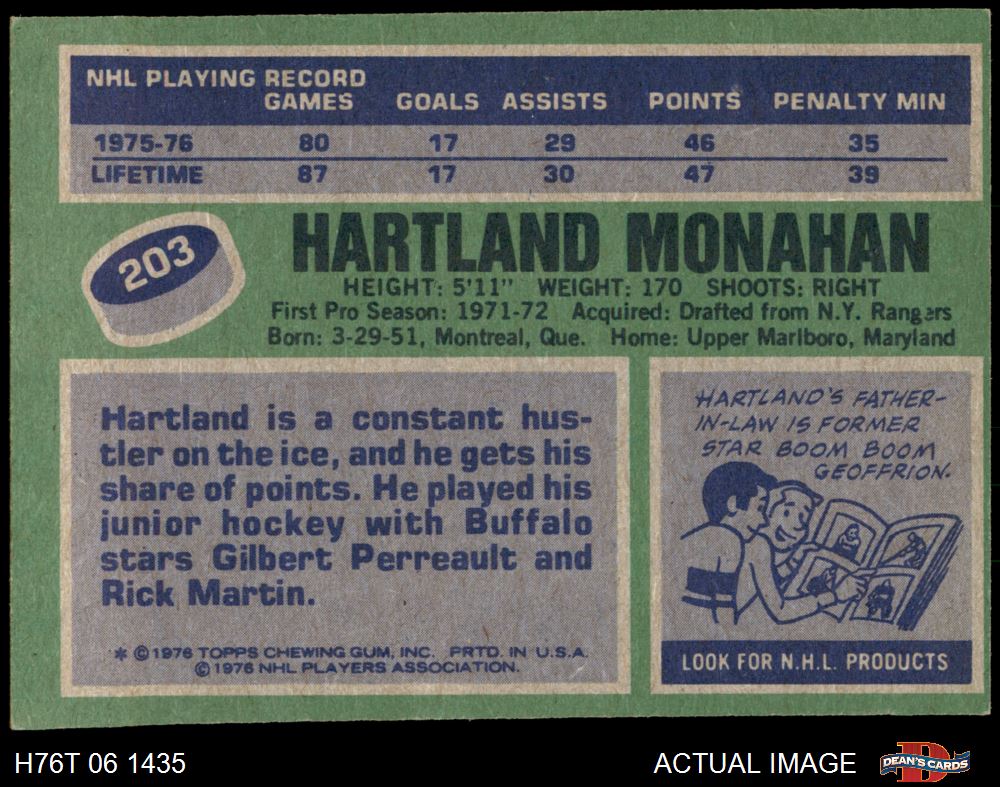 NHL PLAYING RECORD
GAMES GOALS ASSISTS POINTS PENALTY MIN
1975-76 80 17 29 46 35
LIFETIME 87 17 30 47 39
203
HARTLAND MONAHAN
HEIGHT: 5'11" WEIGHT: 170 SHOOTS: RIGHT
First Pro Season: 1971-72 Acquired: Drafted from N.Y. Rangers
Born: 3-29-51, Montreal, Que. Home: Upper Marlboro, Maryland
Hartland is a constant hus-
tler on the ice, and he gets his
share of points. He played his
junior hockey with Buffalo
stars Gilbert Perreault and
Rick Martin.
* © 1976 TOPPS CHEWING GUM, INC. PRTD. IN U.S.A.
© 1976 NHL PLAYERS ASSOCIATION.
HARTLAND'S FATHER-
IN-LAW IS FORMER
STAR BOOM BOOM
GEOFFRION.
LOOK FOR N.H.L. PRODUCTS
H76T 06 1435 ACTUAL IMAGE
D
DEAN'S CARDS